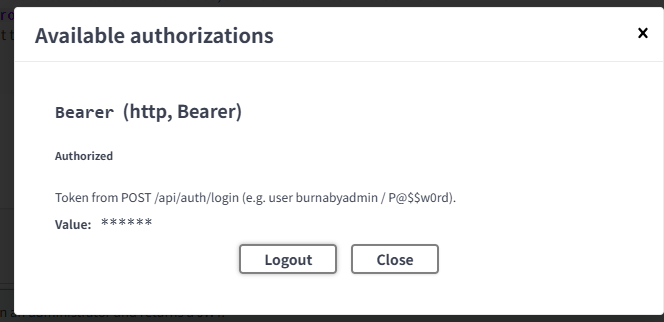 Available authorizations
Bearer (http, Bearer)
Authorized
Token from POST /api/auth/login (e.g. user burnabyadmin / P@$$w0rd).
Value: ******
Logout
Close